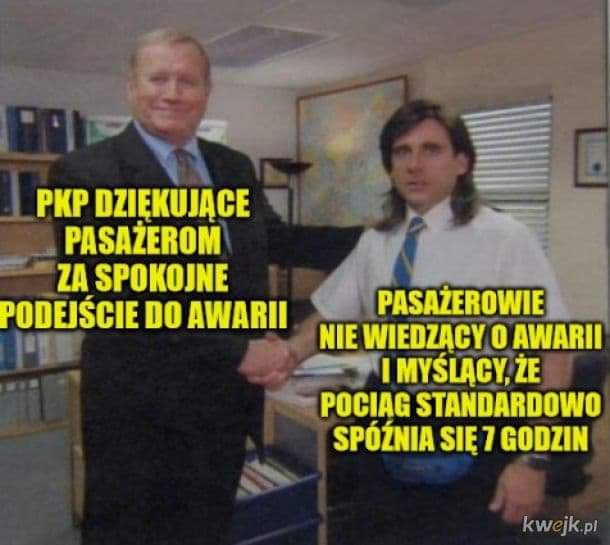 PKP DZIĘKUJĄCE
PASAŻEROM
ZA SPOKOJNE
PODEJŚCIE DO AWARII
PASAŻEROWIE
NIE WIEDZĄCY O AWARII
I MYŚLĄCY, ŻE
POCIĄG STANDARDOWO
SPÓŹNIA SIĘ 7 GODZIN
kwejk.pl